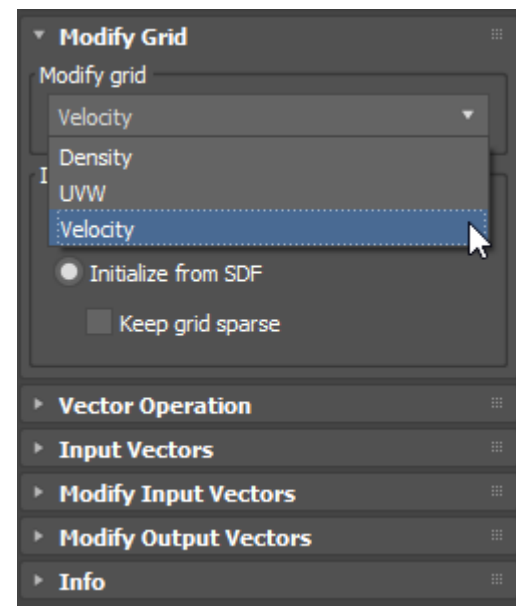 Modify Grid
Modify grid
Velocity
Density
UVW
Velocity
Initialize from SDF
Keep grid sparse
Vector Operation
Input Vectors
Modify Input Vectors
Modify Output Vectors
Info